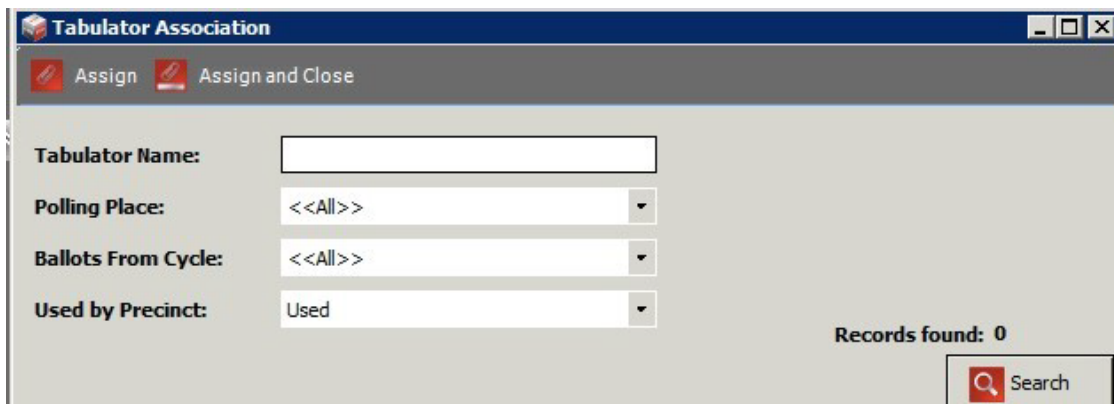 Tabulator Association
Assign Assign and Close
Tabulator Name:
Polling Place: <<All>>
Ballots From Cycle: <<All>>
Used by Precinct: Used
Records found: 0
Search